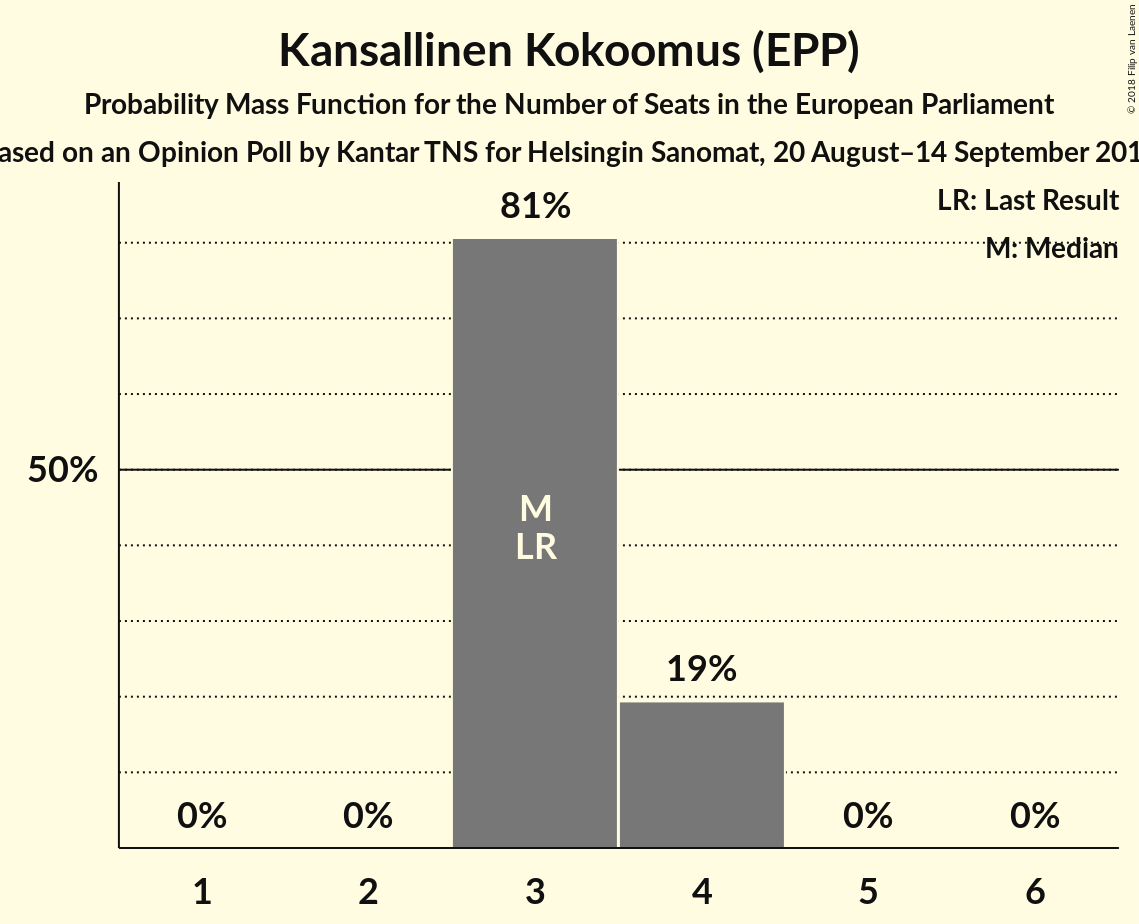 Kansallinen Kokoomus (EPP)
Probability Mass Function for the Number of Seats in the European Parliament
ased on an Opinion Poll by Kantar TNS for Helsingin Sanomat, 20 August–14 September 201
© 2018 Filip van Laenen
LR: Last Result
M: Median
81%
50%
M
LR
19%
0%
0%
0%
0%
1
2
3
4
5
6